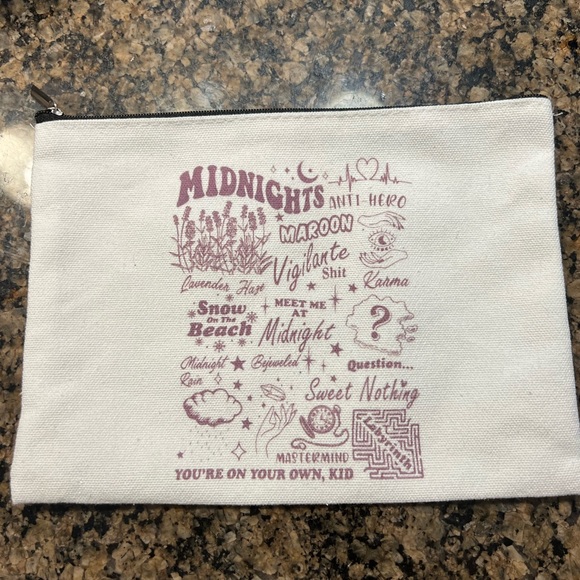 MIDNIGHTS
ANTI-HERO
MAROON
Vigilante
Shit
Lavender Haze
Karma
Snow
On The
Beach
MEET ME
AT
Midnight
?
Midnight
Rain
Bejeweled
Question...
Sweet Nothing
Labyrinth
MASTERMIND
YOU'RE ON YOUR OWN, KID